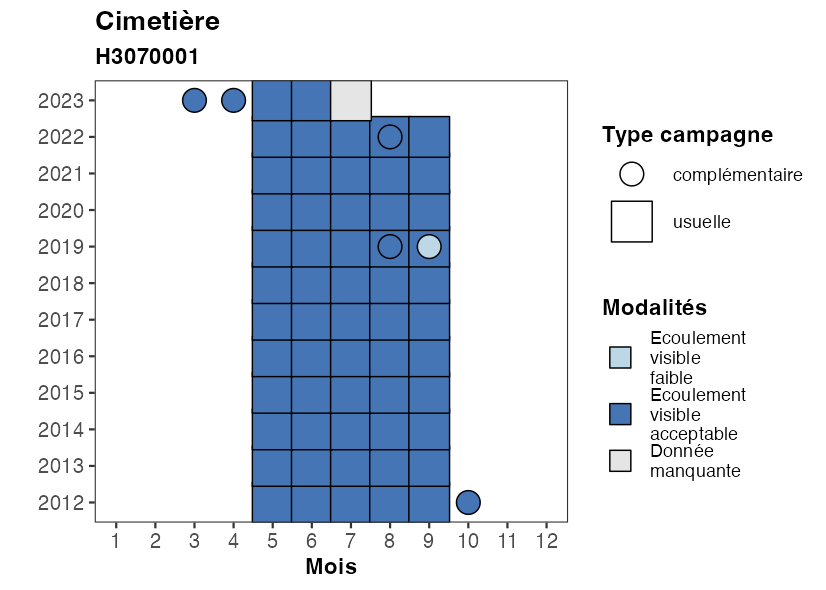 Cimetière
H3070001
2023
2022
2021
2020
2019
2018
2017
2016
2015
2014
2013
2012
1 2 3 4 5 6 7 8 9 10 11 12
Mois
Type campagne
complémentaire
usuelle
Modalités
Ecoulement
visible
faible
Ecoulement
visible
acceptable
Donnée
manquante